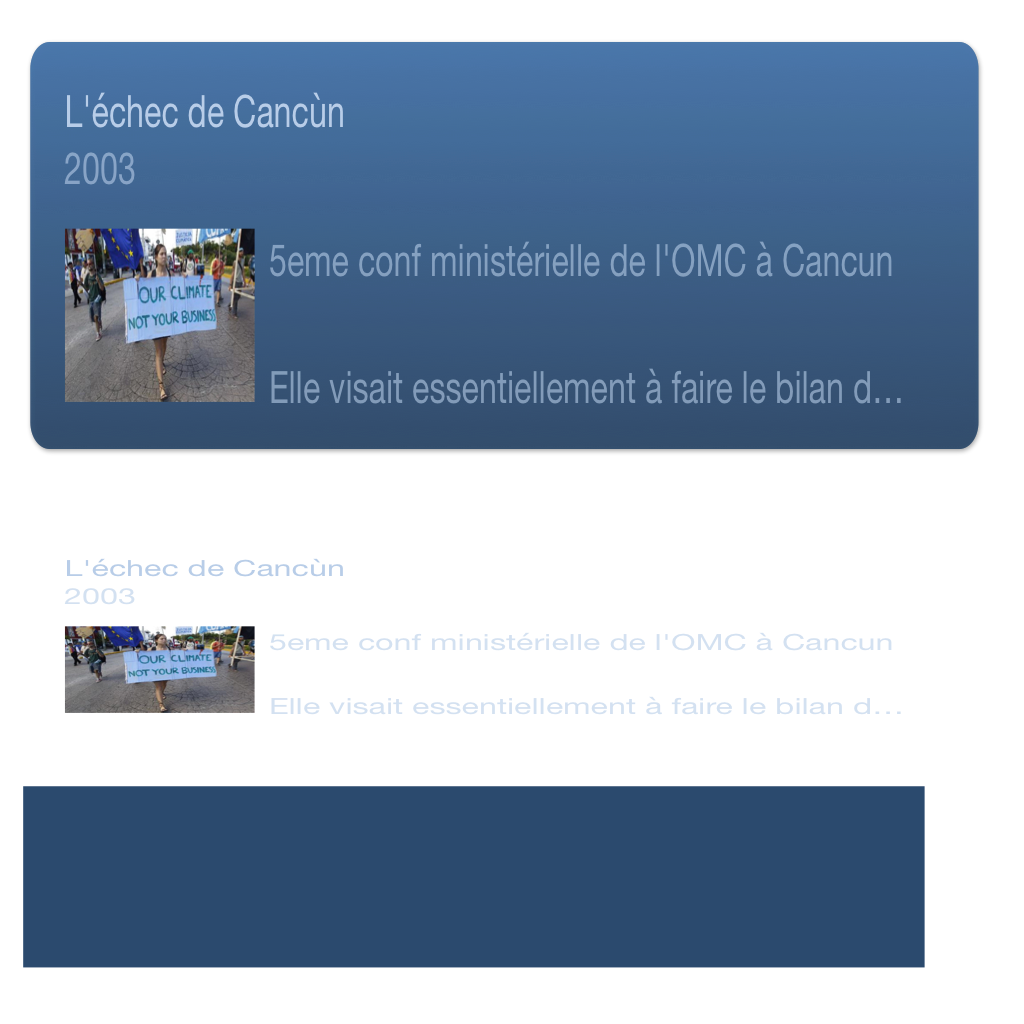 L'échec de Cancùn
2003
OUR CLIMATE
NOT YOUR BUSINESS
5eme conf ministérielle de l'OMC à Cancun
Elle visait essentiellement à faire le bilan d...
L'échec de Cancùn
2003
OUR CLIMATE
NOT YOUR BUSINESS
5eme conf ministérielle de l'OMC à Cancun
Elle visait essentiellement à faire le bilan d...